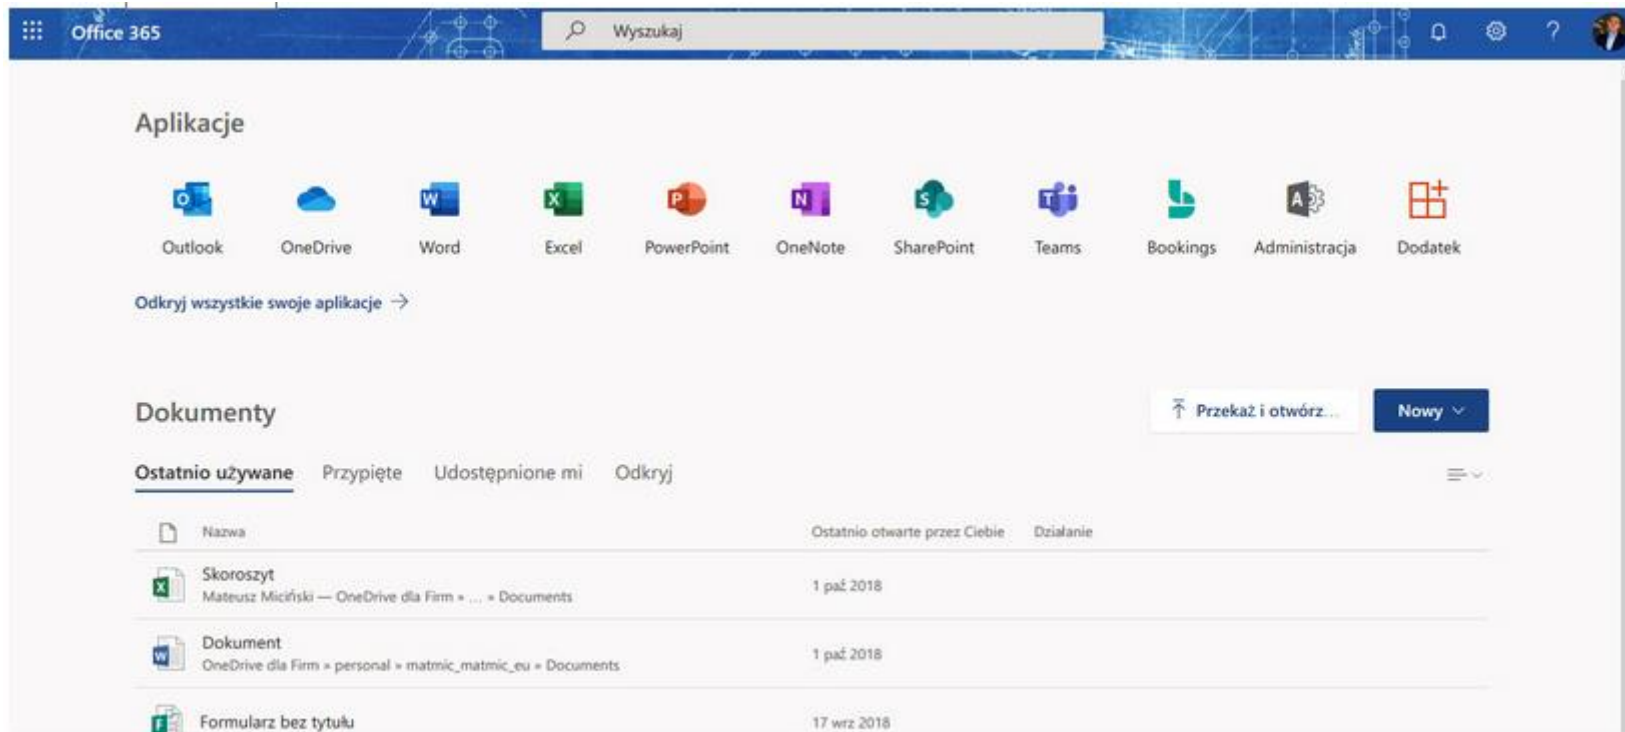 Office 365
Wyszukaj
?
Aplikacje
Outlook OneDrive Word Excel PowerPoint OneNote SharePoint Teams Bookings Administracja Dodatek
Odkryj wszystkie swoje aplikacje →
Dokumenty
Przekaż i otwórz... Nowy
Ostatnio używane Przypięte Udostępnione mi Odkryj
Nazwa Ostatnio otwarte przez Ciebie Działanie
Skoroszyt
Mateusz Miciński — OneDrive dla Firm » ... » Documents
1 paź 2018
Dokument
OneDrive dla Firm » personal » matmic_matmic_eu » Documents
1 paź 2018
Formularz bez tytułu 17 wrz 2018